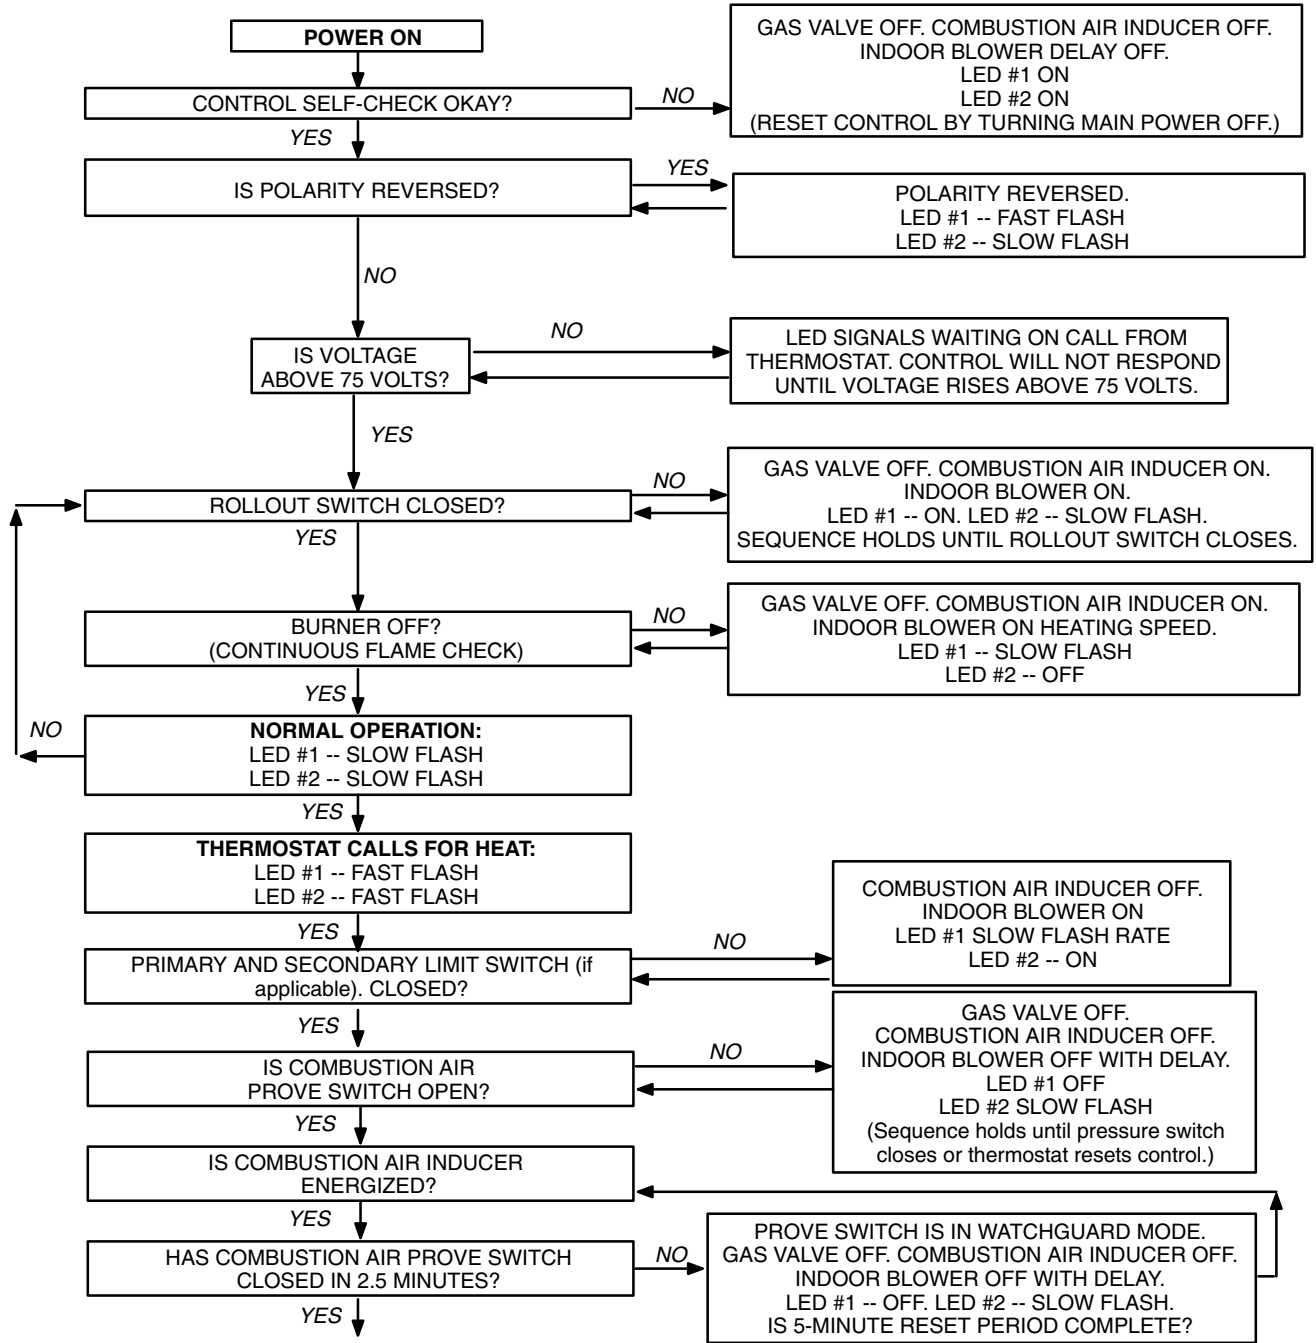 POWER ON
GAS VALVE OFF. COMBUSTION AIR INDUCER OFF.
INDOOR BLOWER DELAY OFF.
LED #1 ON
LED #2 ON
(RESET CONTROL BY TURNING MAIN POWER OFF.)
CONTROL SELF-CHECK OKAY?
NO
YES
IS POLARITY REVERSED?
YES
POLARITY REVERSED.
LED #1 -- FAST FLASH
LED #2 -- SLOW FLASH
NO
IS VOLTAGE
ABOVE 75 VOLTS?
NO
LED SIGNALS WAITING ON CALL FROM
THERMOSTAT. CONTROL WILL NOT RESPOND
UNTIL VOLTAGE RISES ABOVE 75 VOLTS.
YES
ROLLOUT SWITCH CLOSED?
NO
GAS VALVE OFF. COMBUSTION AIR INDUCER ON.
INDOOR BLOWER ON.
LED #1 -- ON. LED #2 -- SLOW FLASH.
SEQUENCE HOLDS UNTIL ROLLOUT SWITCH CLOSES.
YES
BURNER OFF?
(CONTINUOUS FLAME CHECK)
NO
GAS VALVE OFF. COMBUSTION AIR INDUCER ON.
INDOOR BLOWER ON HEATING SPEED.
LED #1 -- SLOW FLASH
LED #2 -- OFF
YES
NO
NORMAL OPERATION:
LED #1 -- SLOW FLASH
LED #2 -- SLOW FLASH
YES
THERMOSTAT CALLS FOR HEAT:
LED #1 -- FAST FLASH
LED #2 -- FAST FLASH
YES
PRIMARY AND SECONDARY LIMIT SWITCH (if
applicable). CLOSED?
NO
COMBUSTION AIR INDUCER OFF.
INDOOR BLOWER ON
LED #1 SLOW FLASH RATE
LED #2 -- ON
YES
IS COMBUSTION AIR
PROVE SWITCH OPEN?
NO
GAS VALVE OFF.
COMBUSTION AIR INDUCER OFF.
INDOOR BLOWER OFF WITH DELAY.
LED #1 OFF
LED #2 SLOW FLASH
(Sequence holds until pressure switch
closes or thermostat resets control.)
YES
IS COMBUSTION AIR INDUCER
ENERGIZED?
YES
HAS COMBUSTION AIR PROVE SWITCH
CLOSED IN 2.5 MINUTES?
NO
PROVE SWITCH IS IN WATCHGUARD MODE.
GAS VALVE OFF. COMBUSTION AIR INDUCER OFF.
INDOOR BLOWER OFF WITH DELAY.
LED #1 -- OFF. LED #2 -- SLOW FLASH.
IS 5-MINUTE RESET PERIOD COMPLETE?
YES